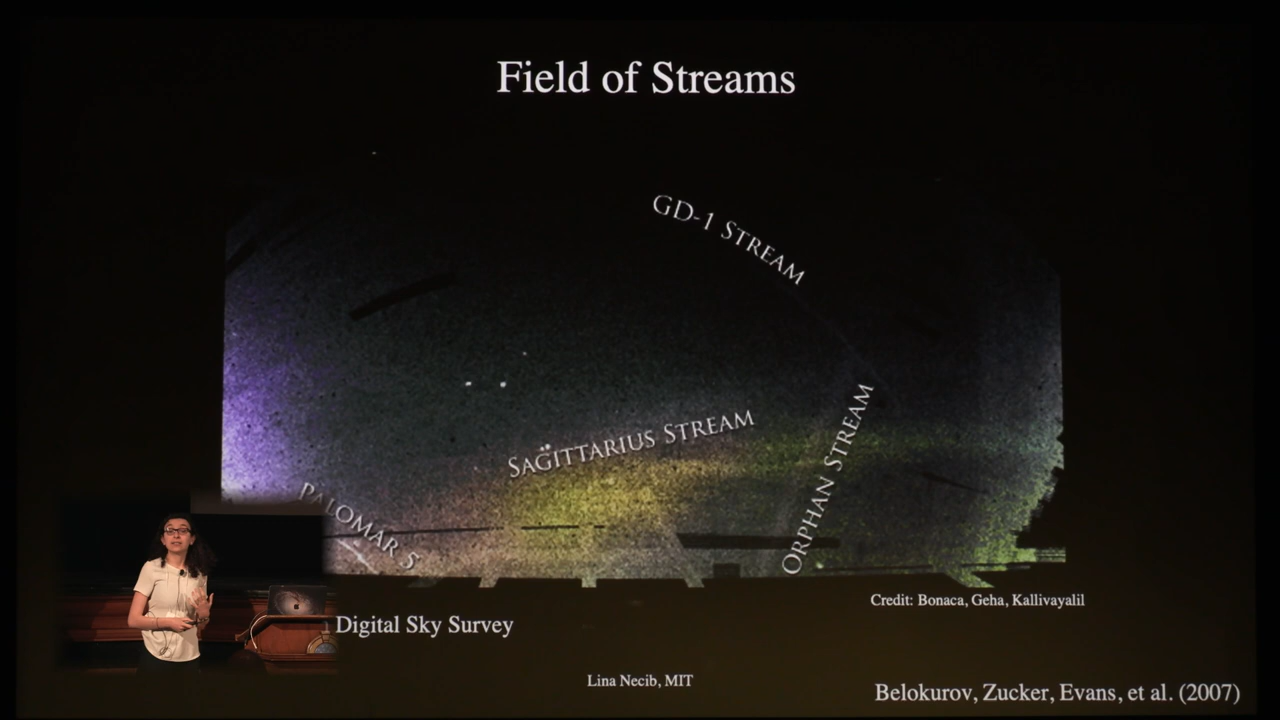 Field of Streams
GD-1 STREAM
SAGITTARIUS STREAM
ORPHAN STREAM
PALOMAR 5
Credit: Bonaca, Geha, Kallivayalil
Digital Sky Survey
Lina Necib, MIT
Belokurov, Zucker, Evans, et al. (2007)